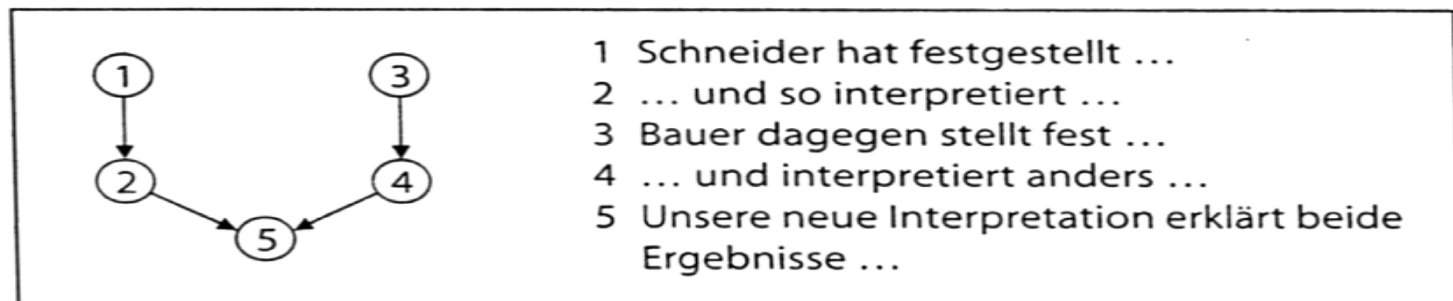 1 3
2 4
5
1 Schneider hat festgestellt ...
2 ... und so interpretiert ...
3 Bauer dagegen stellt fest ...
4 ... und interpretiert anders ...
5 Unsere neue Interpretation erklärt beide
Ergebnisse ...